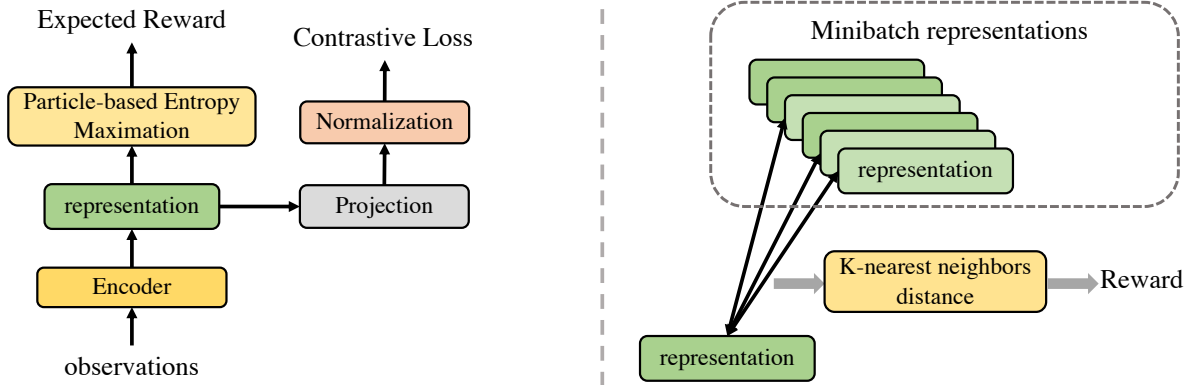 Expected Reward
Contrastive Loss
Particle-based Entropy
Maximation
Normalization
representation
Projection
Encoder
observations
Minibatch representations
representation
K-nearest neighbors
distance
Reward
representation